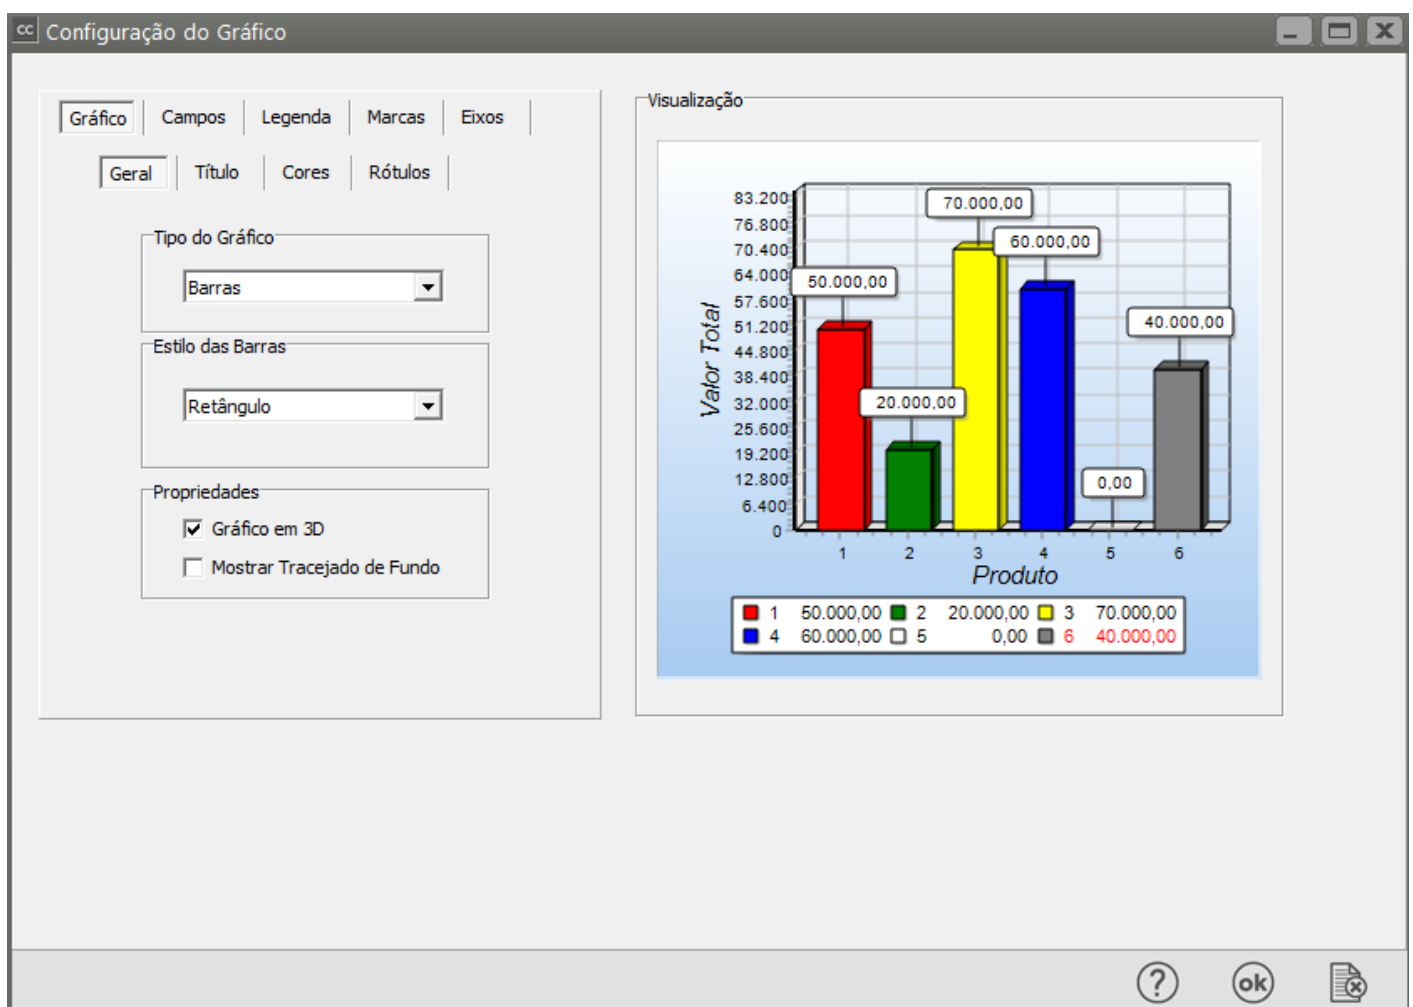 cc Configuração do Gráfico
Gráfico Campos Legenda Marcas Eixos
Geral Título Cores Rótulos
Tipo do Gráfico
Barras
Estilo das Barras
Retângulo
Propriedades
Gráfico em 3D
Mostrar Tracejado de Fundo
Visualização
Valor Total
83.200
76.800
70.400
64.000
57.600
51.200
44.800
38.400
32.000
25.600
19.200
12.800
6.400
0
50.000,00
20.000,00
70.000,00
60.000,00
0,00
40.000,00
1 2 3 4 5 6
Produto
1 50.000,00 2 20.000,00 3 70.000,00
4 60.000,00 5 0,00 6 40.000,00
? ok